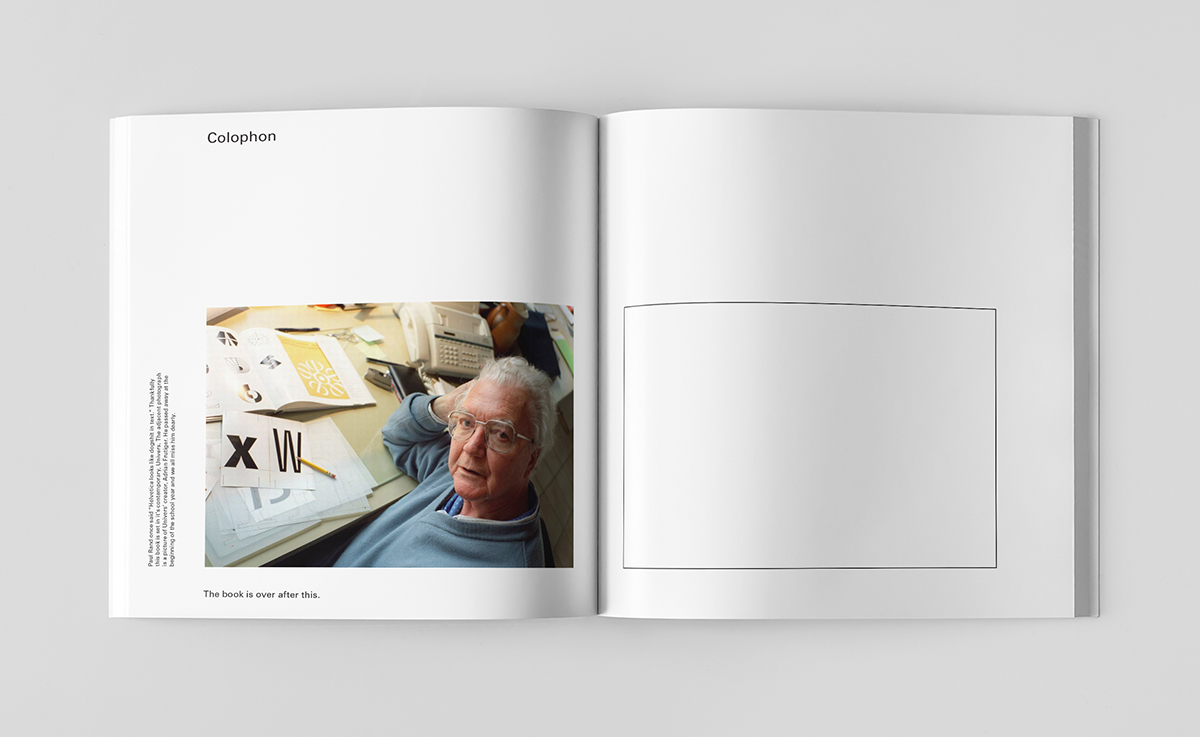 Colophon
Paul Rand once said "Helvetica looks like dogshit in text." Thankfully
this book is set in it's contemporary, Univers. The adjacent photograph
is a picture of Univers' creator, Adrian Frutiger. He passed away at the
beginning of the school year and we all miss him dearly.
x W
The book is over after this.